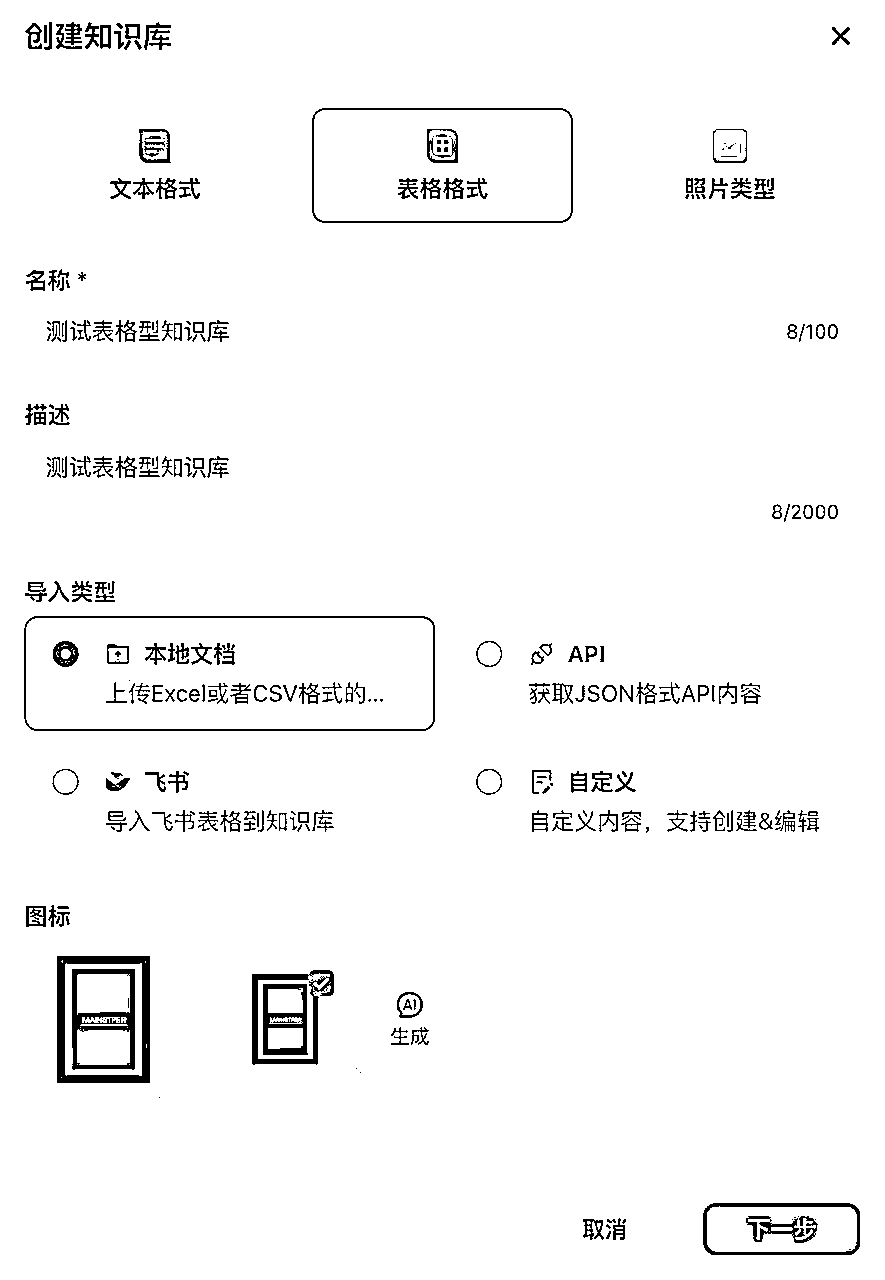 创建知识库
文本格式
表格格式
照片类型
名称 *
测试表格型知识库
8/100
描述
测试表格型知识库
8/2000
导入类型
本地文档
上传Excel或者CSV格式的...
API
获取JSON格式API内容
飞书
导入飞书表格到知识库
自定义
自定义内容，支持创建&编辑
图标
AI
生成
取消
下一步